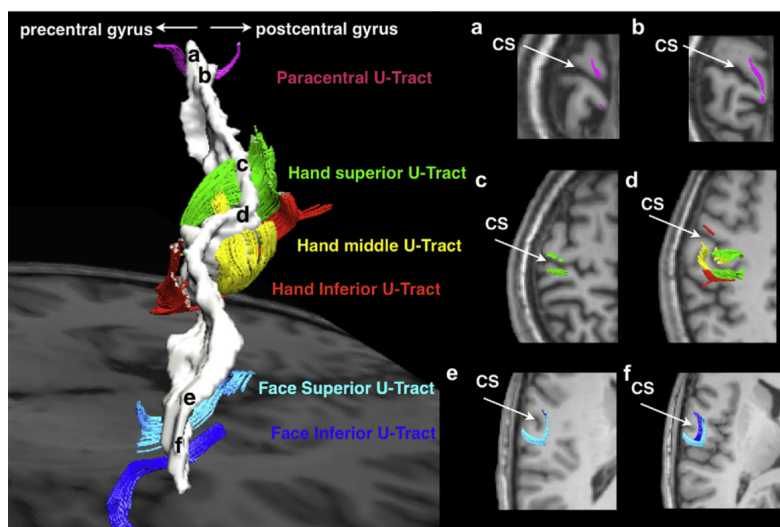 precentral gyrus postcentral gyrus
a
b
Paracentral U-Tract
c
Hand superior U-Tract
d
Hand middle U-Tract
Hand Inferior U-Tract
e
Face Superior U-Tract
f
Face Inferior U-Tract
a b
CS CS
c d
CS CS
e f
CS CS